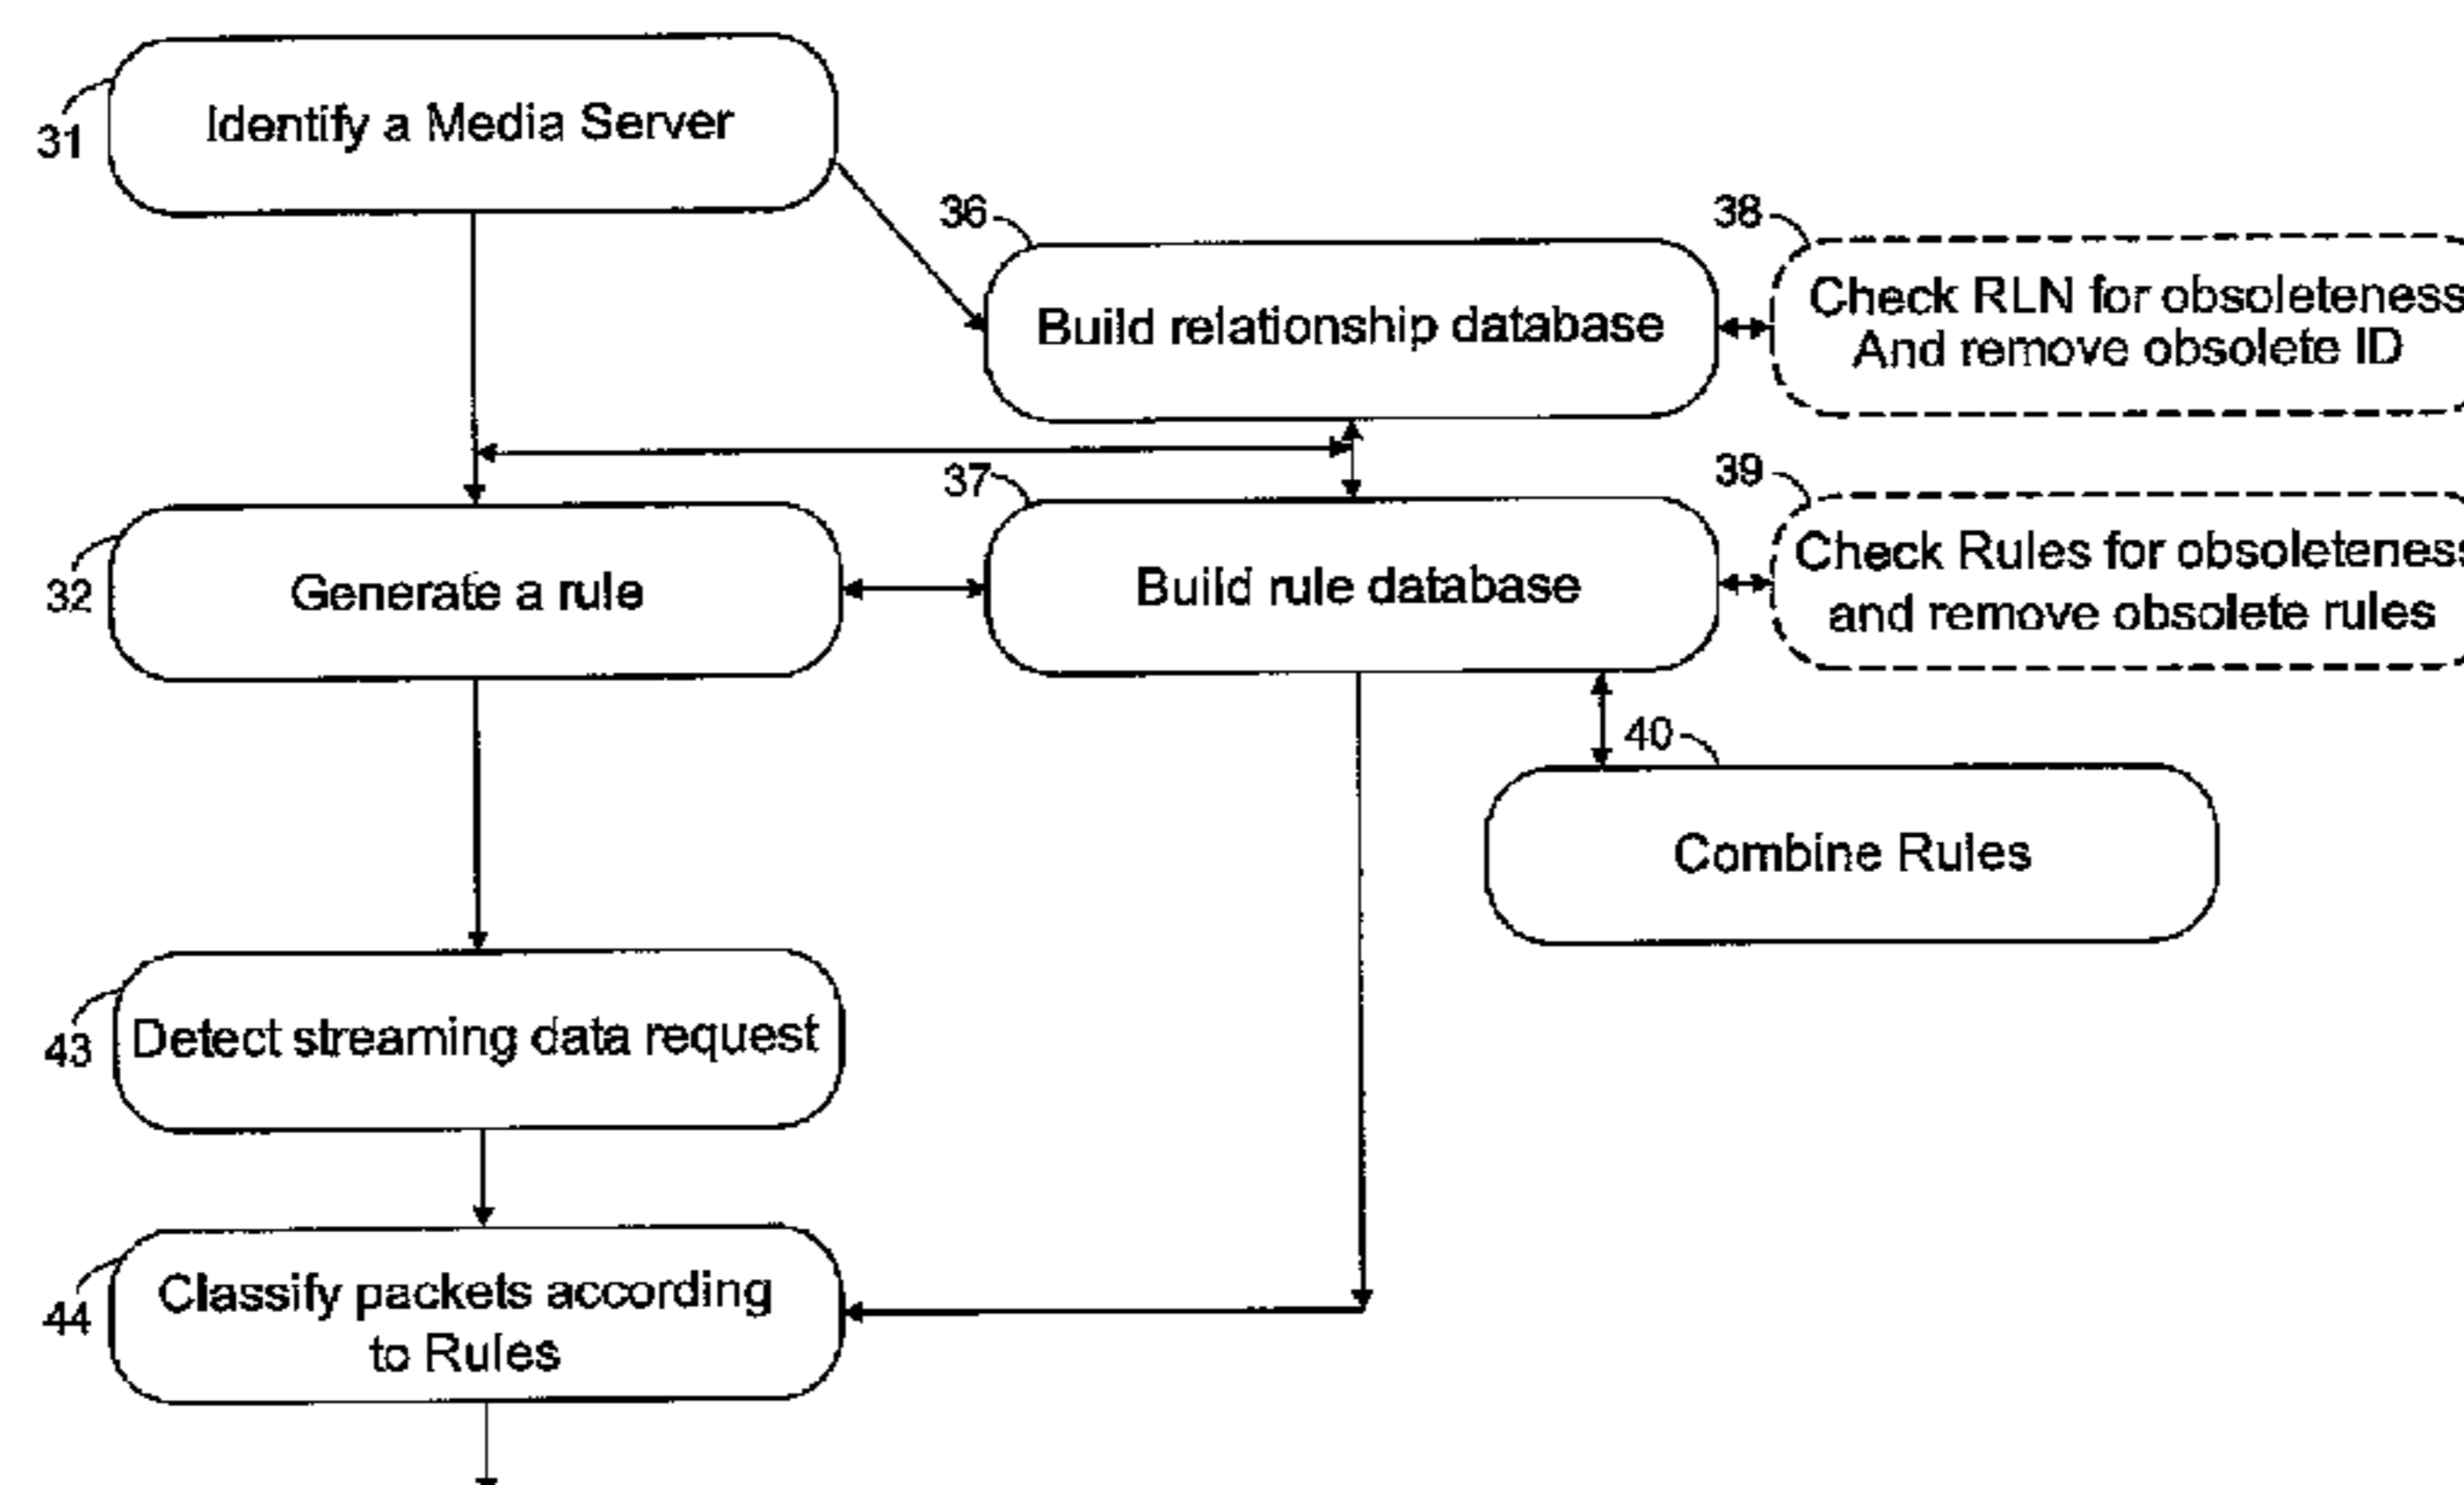 31
Identify a Media Server
36
Build relationship database
38
Check RLN for obsoleteness
And remove obsolete ID
32
Generate a rule
37
Build rule database
39
Check Rules for obsoleteness
and remove obsolete rules
40
Combine Rules
43
Detect streaming data request
44
Classify packets according
to Rules